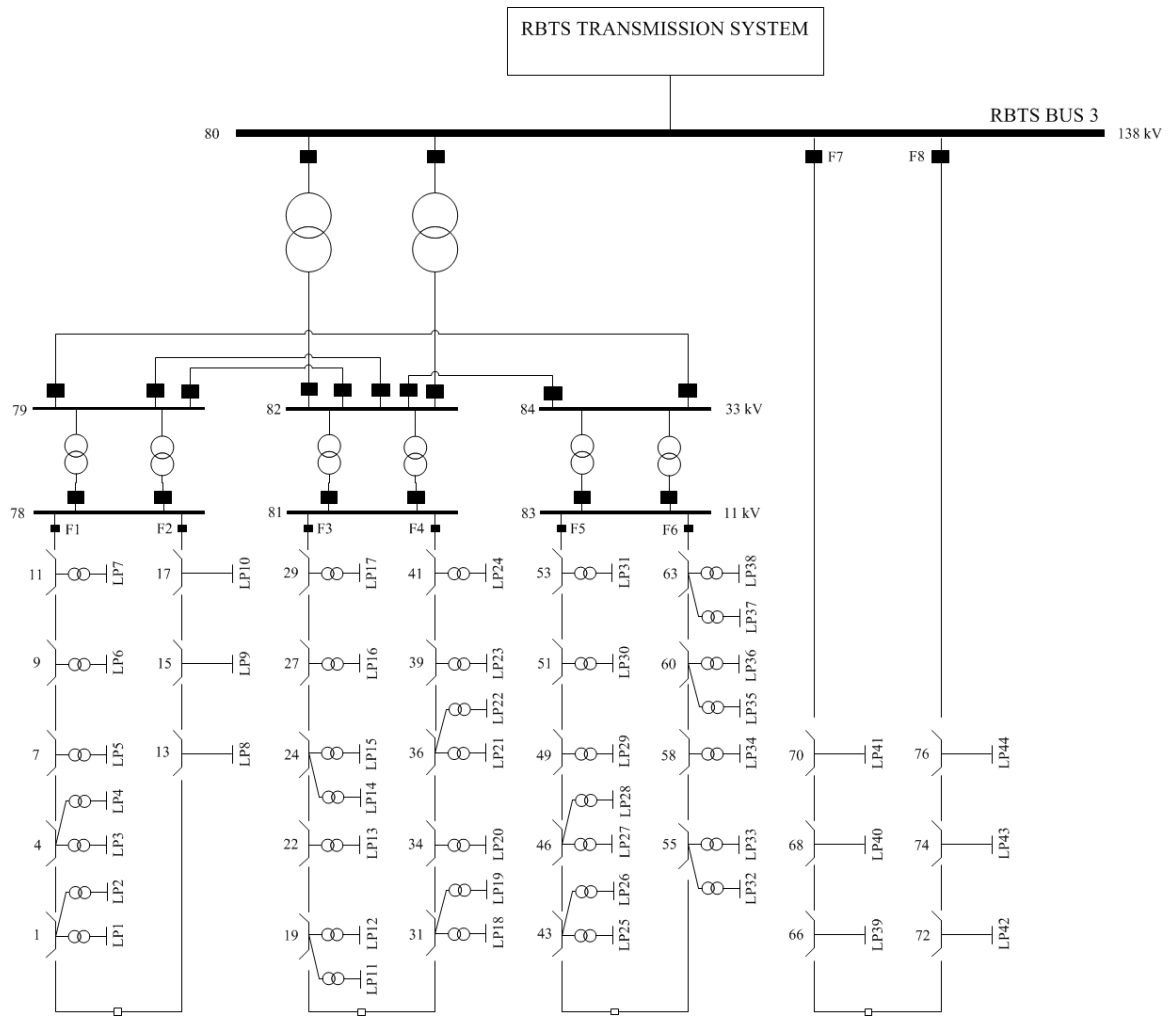 RBTS TRANSMISSION SYSTEM
RBTS BUS 3
80
138 kV
F7
F8
79
82
84
33 kV
78
81
83
11 kV
F1
F2
F3
F4
F5
F6
11
LP7
17
LP10
29
LP17
41
LP24
53
LP31
63
LP38
LP37
9
LP6
15
LP9
27
LP16
39
LP23
51
LP30
60
LP36
LP22
LP35
7
LP5
13
LP8
24
LP15
36
LP21
49
LP29
58
LP34
70
LP41
76
LP44
LP4
LP14
LP28
4
LP3
22
LP13
34
LP20
46
LP27
55
LP33
68
LP40
74
LP43
LP2
LP19
LP26
LP32
1
LP1
19
LP12
31
LP18
43
LP25
66
LP39
72
LP42
LP11